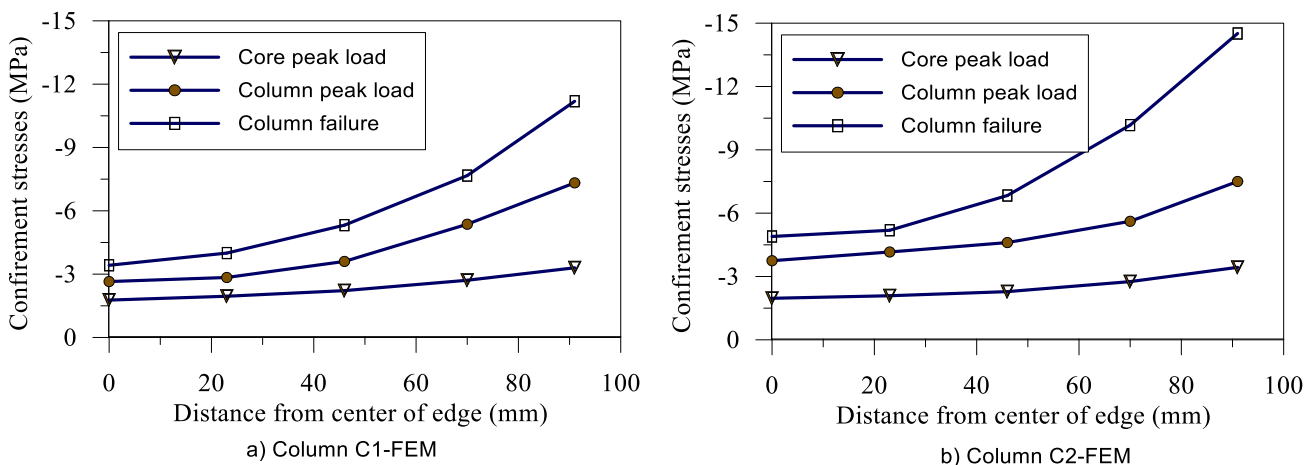 -15
-12
-9
-6
-3
0
Confirement stresses (MPa)
Core peak load
Column peak load
Column failure
0
20
40
60
80
100
Distance from center of edge (mm)
a) Column C1-FEM
-15
-12
-9
-6
-3
0
Confirement stresses (MPa)
Core peak load
Column peak load
Column failure
0
20
40
60
80
100
Distance from center of edge (mm)
b) Column C2-FEM